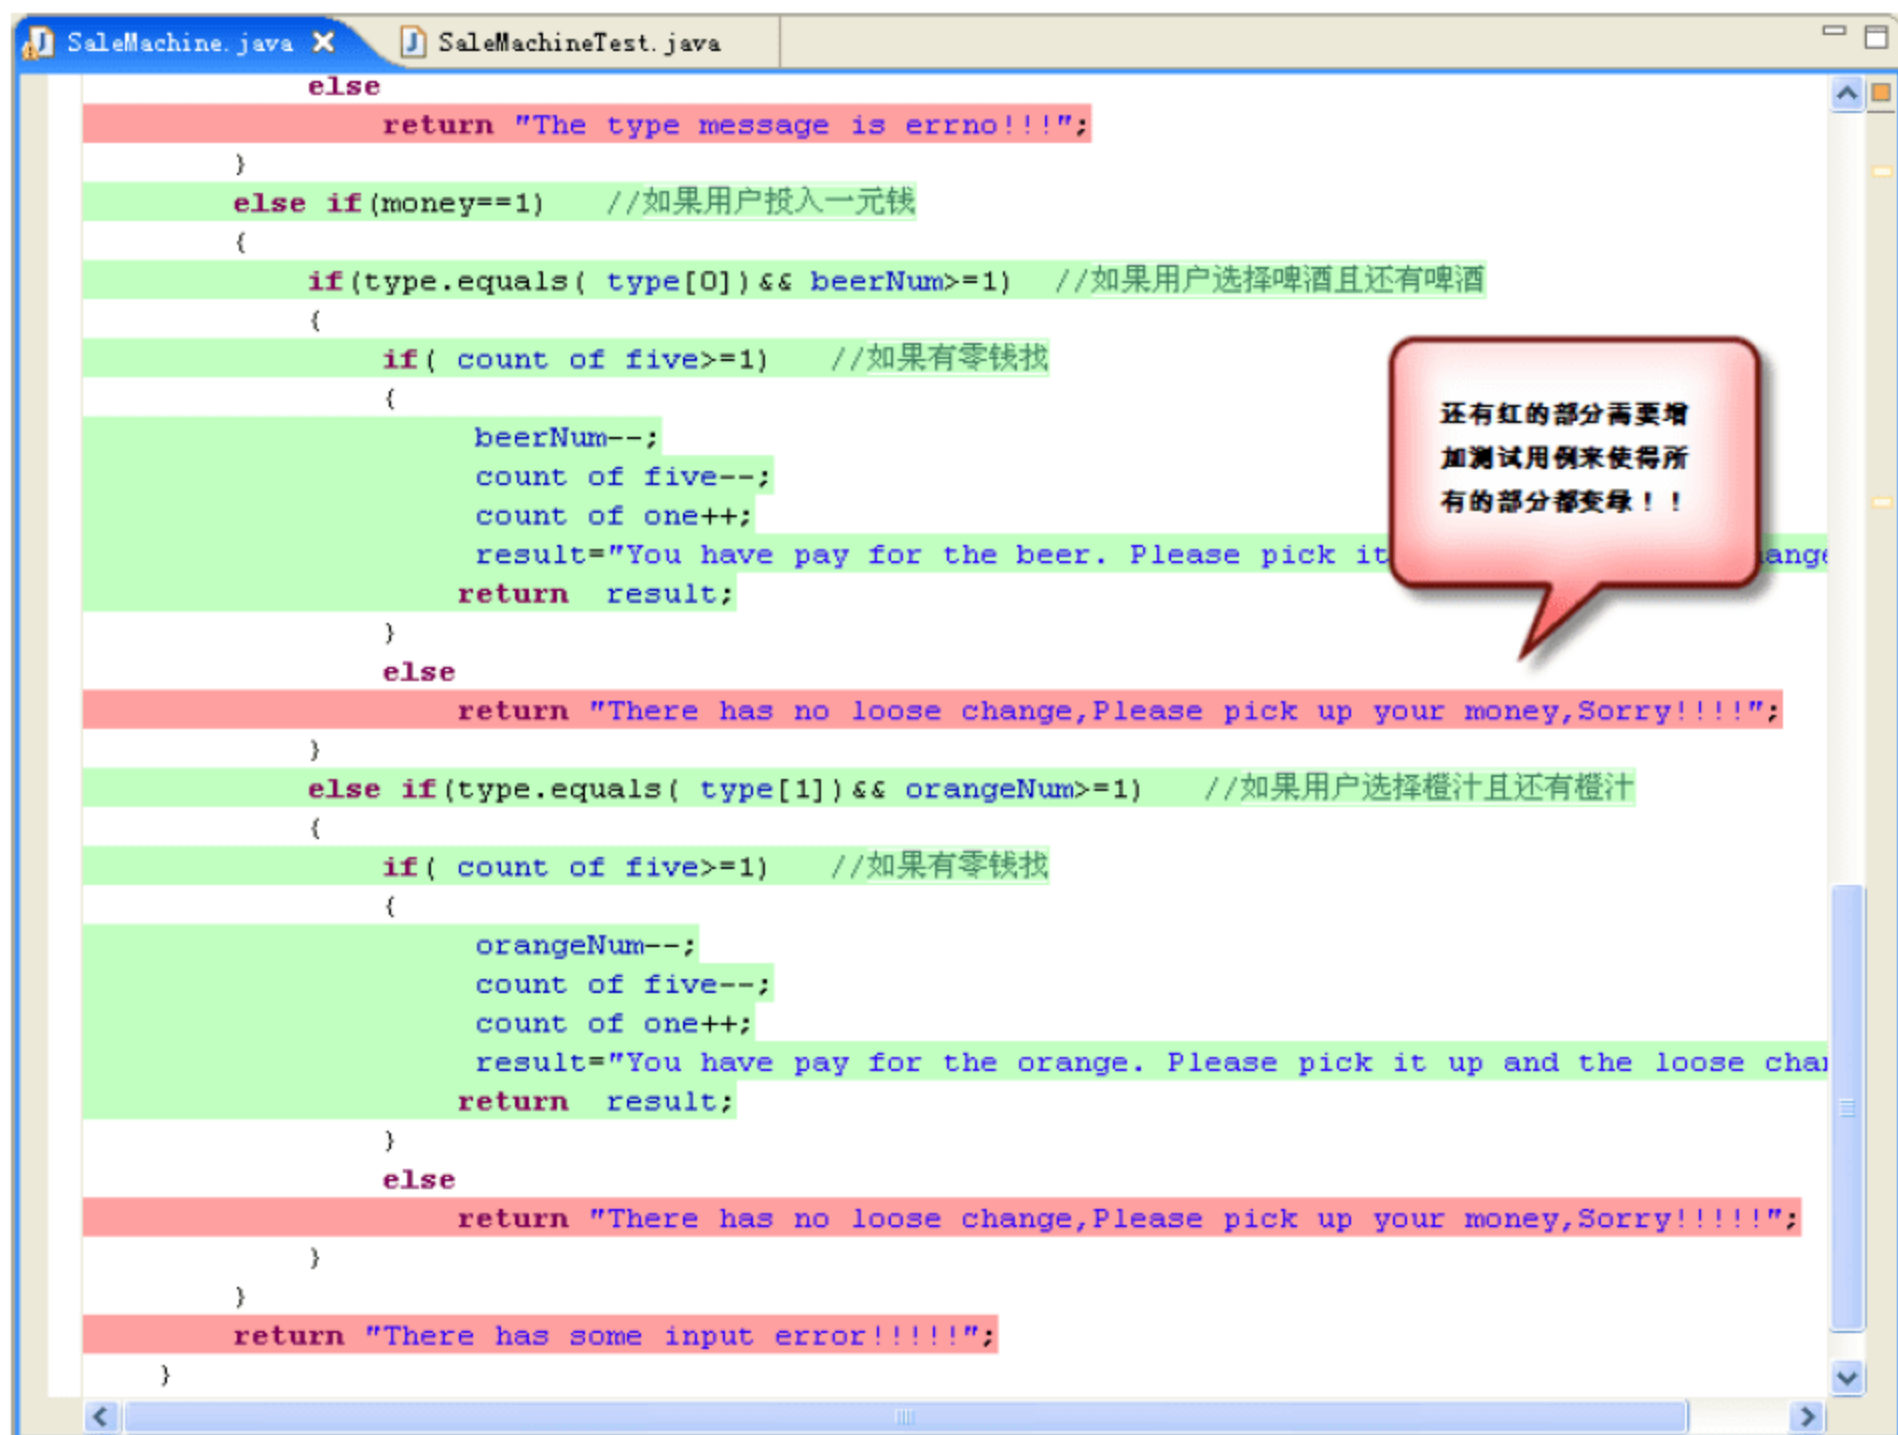 SaleMachine.java
SaleMachineTest.java
else
return "The type message is errno!!!";
}
else if(money==1) //如果用户投入一元钱
{
if(type.equals( type[0])&& beerNum>=1) //如果用户选择啤酒且还有啤酒
{
if( count of five>=1) //如果有零钱找
{
beerNum--;
count of five--;
count of one++;
result="You have pay for the beer. Please pick it
return result;
}
else
return "There has no loose change,Please pick up your money,Sorry!!!!";
}
else if(type.equals( type[1])&& orangeNum>=1) //如果用户选择橙汁且还有橙汁
{
if( count of five>=1) //如果有零钱找
{
orangeNum--;
count of five--;
count of one++;
result="You have pay for the orange. Please pick it up and the loose
return result;
}
else
return "There has no loose change,Please pick up your money,Sorry!!!!!";
}
}
return "There has some input error!!!!!";
}
还有红的部分需要增
加测试用例来使得所
有的部分都变绿！！